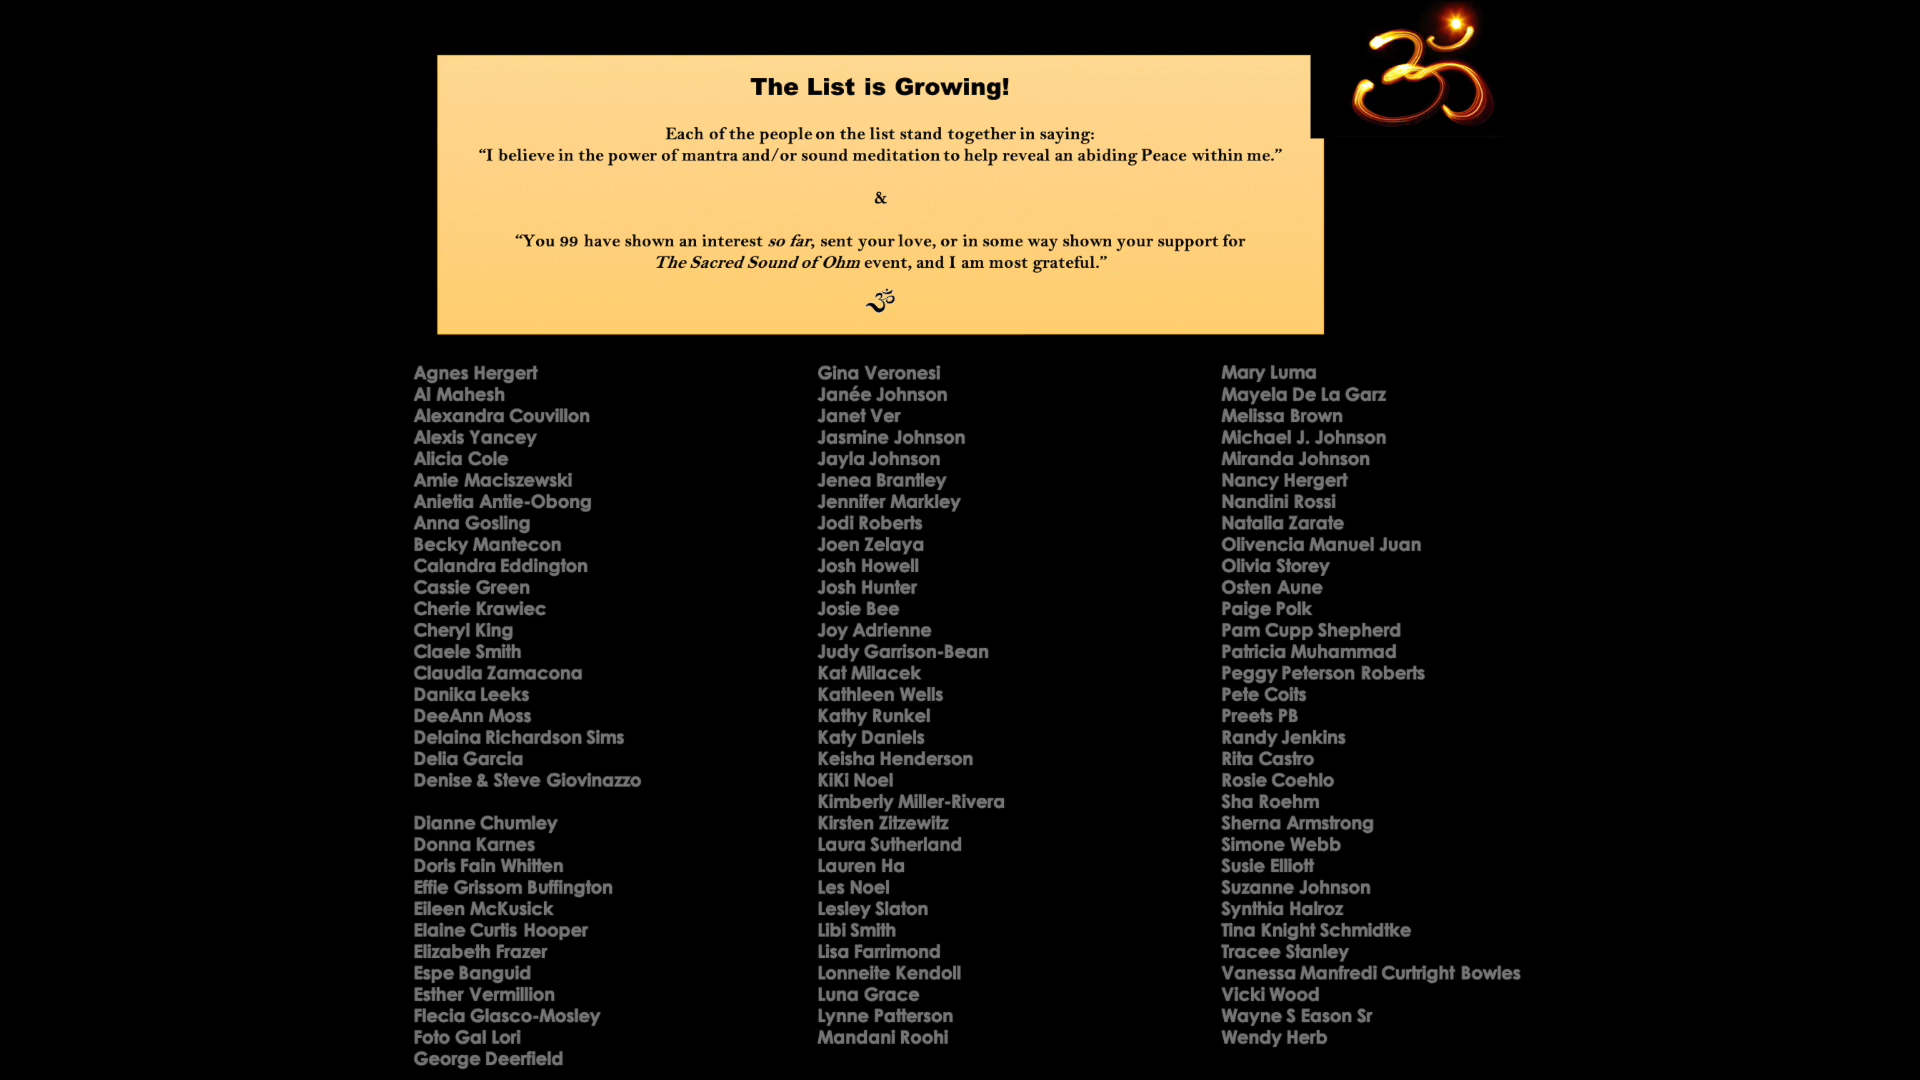 The List is Growing!
Each of the people on the list stand together in saying:
“I believe in the power of mantra and/or sound meditation to help reveal an abiding Peace within me.”
&
“You 99 have shown an interest so far, sent your love, or in some way shown your support for
The Sacred Sound of Ohm event, and I am most grateful.”
ॐ
Agnes Hergert
Al Mahesh
Alexandra Couvillon
Alexis Yancey
Alicia Cole
Amie Maciszewski
Anietia Antie-Obong
Anna Gosling
Becky Mantecon
Calandra Eddington
Cassie Green
Cherie Krawiec
Cheryl King
Claele Smith
Claudia Zamacona
Danika Leeks
DeeAnn Moss
Delaina Richardson Sims
Delia Garcia
Denise & Steve Giovinazzo
Dianne Chumley
Donna Karnes
Doris Fain Whitten
Effie Grissom Buffington
Eileen McKusick
Elaine Curtis Hooper
Elizabeth Frazer
Espe Banguid
Esther Vermillion
Flecia Glasco-Mosley
Foto Gal Lori
George Deerfield
Gina Veronesi
Janée Johnson
Janet Ver
Jasmine Johnson
Jayla Johnson
Jenea Brantley
Jennifer Markley
Jodi Roberts
Joen Zelaya
Josh Howell
Josh Hunter
Josie Bee
Joy Adrienne
Judy Garrison-Bean
Kat Milacek
Kathleen Wells
Kathy Runkel
Katy Daniels
Keisha Henderson
KiKi Noel
Kimberly Miller-Rivera
Kirsten Zitzewitz
Laura Sutherland
Lauren Ha
Les Noel
Lesley Slaton
Libi Smith
Lisa Farrimond
Lonneite Kendoll
Luna Grace
Lynne Patterson
Mandani Roohi
Mary Luma
Mayela De La Garz
Melissa Brown
Michael J. Johnson
Miranda Johnson
Nancy Hergert
Nandini Rossi
Natalia Zarate
Olivencia Manuel Juan
Olivia Storey
Osten Aune
Paige Polk
Pam Cupp Shepherd
Patricia Muhammad
Peggy Peterson Roberts
Pete Coits
Preets PB
Randy Jenkins
Rita Castro
Rosie Coehlo
Sha Roehm
Sherna Armstrong
Simone Webb
Susie Elliott
Suzanne Johnson
Synthia Halroz
Tina Knight Schmidtke
Tracee Stanley
Vanessa Manfredi Curtright Bowles
Vicki Wood
Wayne S Eason Sr
Wendy Herb
ॐ